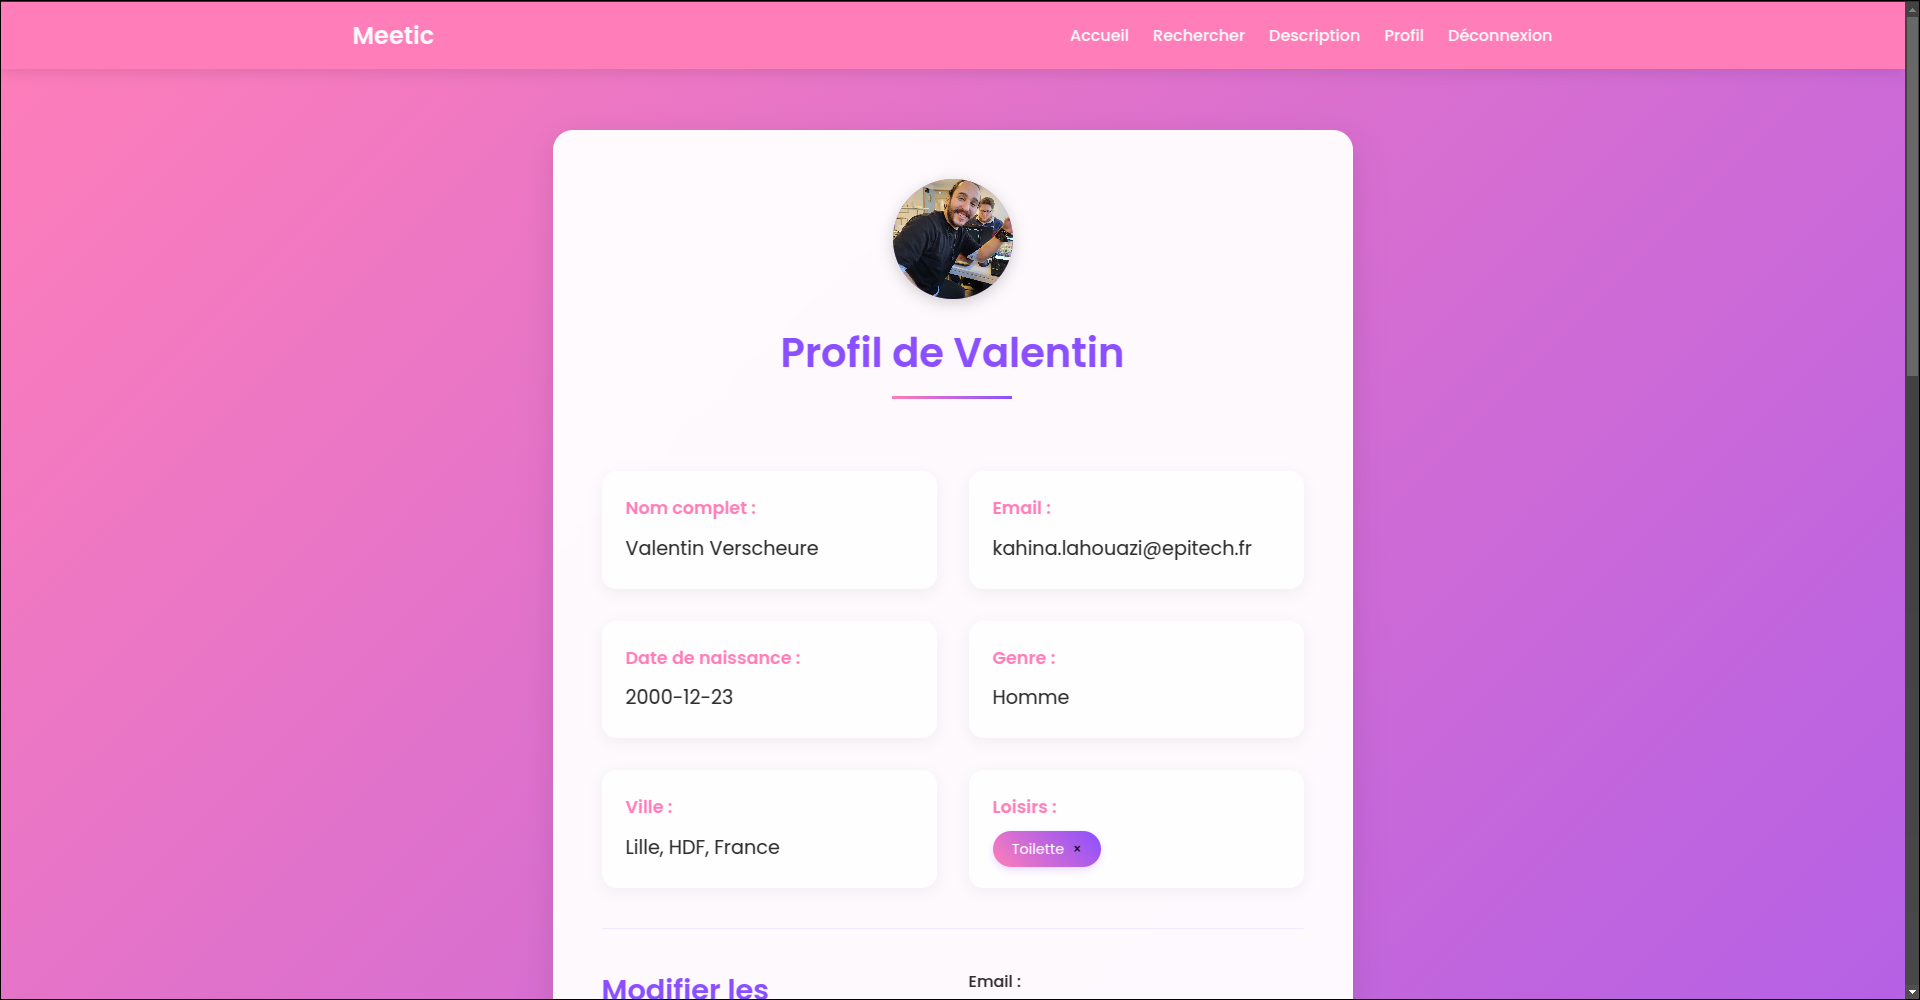 Meetic
Accueil Rechercher Description Profil Déconnexion
Profil de Valentin
Nom complet :
Valentin Verscheure
Email :
kahina.lahouazi@epitech.fr
Date de naissance :
2000-12-23
Genre :
Homme
Ville :
Lille, HDF, France
Loisirs :
Toilette ×
Modifier les
Email :